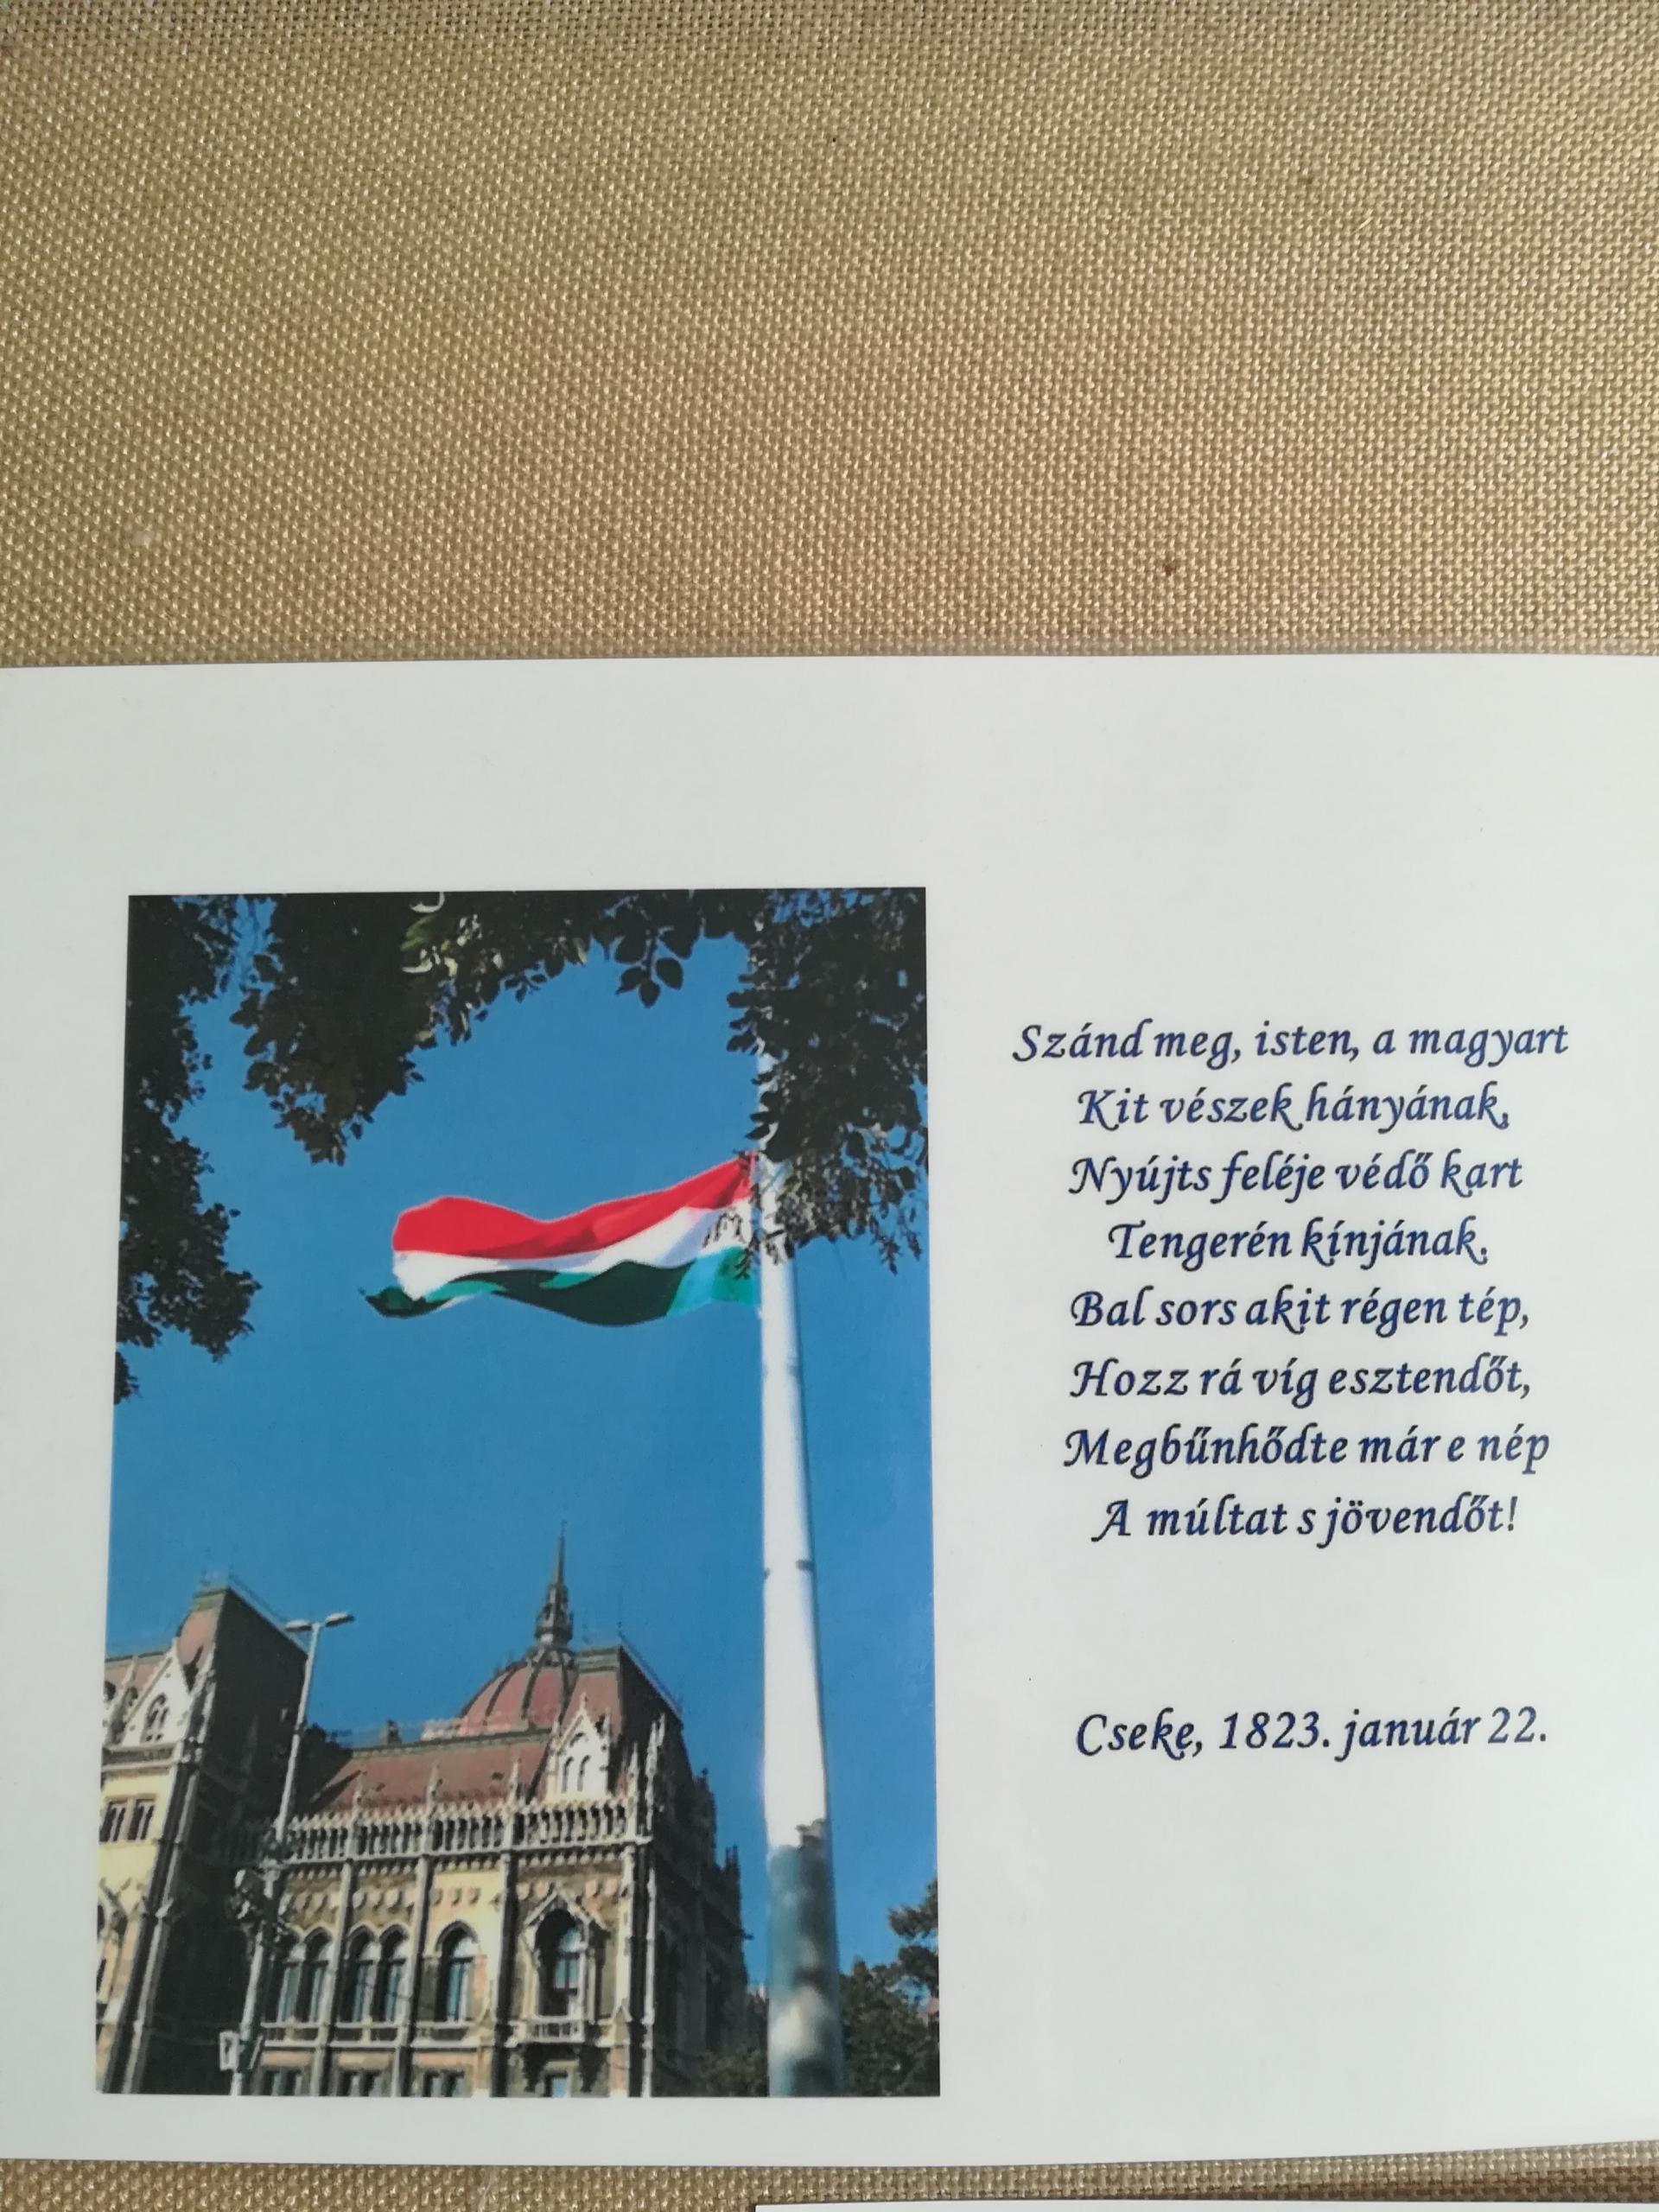 Szánd meg, isten, a magyart
Kit vészek hányának,
Nyújts feléje védő kart
Tengerén kínjának.
Bal sors akit régen tép,
Hozz rá víg esztendőt,
Megbűnhődte már e nép
A múltat s jövendőt!
Cseke, 1823. január 22.